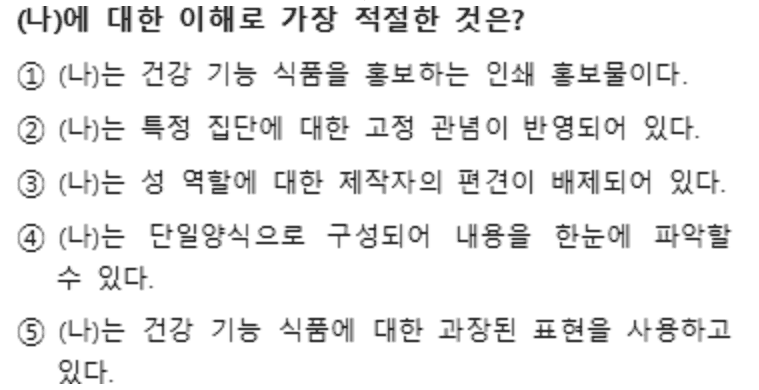 (나)에 대한 이해로 가장 적절한 것은?
① (나)는 건강 기능 식품을 홍보하는 인쇄 홍보물이다.
② (나)는 특정 집단에 대한 고정 관념이 반영되어 있다.
③ (나)는 성 역할에 대한 제작자의 편견이 배제되어 있다.
④ (나)는 단일양식으로 구성되어 내용을 한눈에 파악할
수 있다.
⑤ (나)는 건강 기능 식품에 대한 과장된 표현을 사용하고
있다.